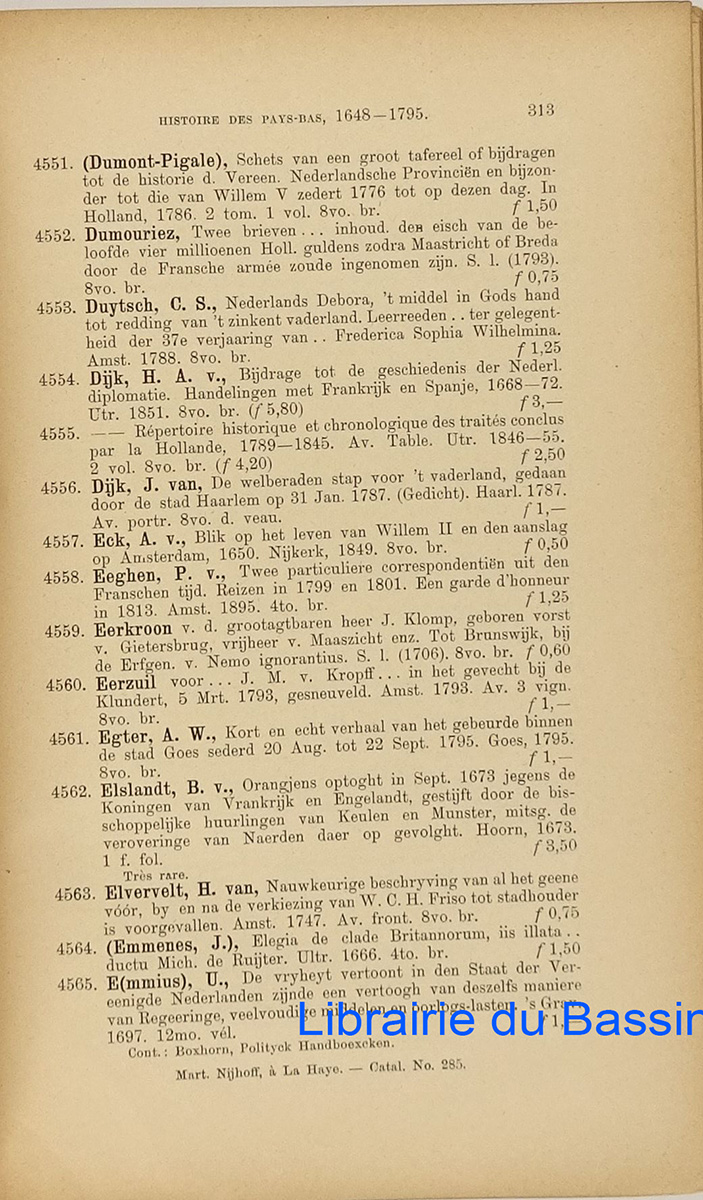 HISTOIRE DES PAYS-BAS, 1648—1795. 313
4551. (Dumont-Pigale), Schets van een groot tafereel of bijdragen
tot de historie d. Vereen. Nederlandsche Provinciën en bijzon-
der tot die van Willem V zedert 1776 tot op dezen dag. In
Holland, 1786. 2 tom. 1 vol. 8vo. br. f 1,50
4552. Dumouriez, Twee brieven... inhoud. den eisch van de be-
loofde vier millioenen Holl. guldens zodra Maastricht of Breda
door de Fransche armée zoude ingenomen zijn. S. l. (1793).
8vo. br. f 0,75
4553. Duytsch, C. S., Nederlands Debora, 't middel in Gods hand
tot redding van 't zinkent vaderland. Leerreeden . . ter gelegent-
heid der 37e verjaaring van . . Frederica Sophia Wilhelmina.
Amst. 1788. 8vo. br. f 1,25
4554. Dijk, H. A. v., Bijdrage tot de geschiedenis der Nederl.
diplomatie. Handelingen met Frankrijk en Spanje, 1668—72.
Utr. 1851. 8vo. br. (f 5,80) f 3,—
4555. —— Répertoire historique et chronologique des traités conclus
par la Hollande, 1789—1845. Av. Table. Utr. 1846—55.
2 vol. 8vo. br. (f 4,20) f 2,50
4556. Dijk, J. van, De welberaden stap voor 't vaderland, gedaan
door de stad Haarlem op 31 Jan. 1787. (Gedicht). Haarl. 1787.
Av. portr. 8vo. d. veau. f 1,—
4557. Eck, A. v., Blik op het leven van Willem II en den aanslag
op Amsterdam, 1650. Nijkerk, 1849. 8vo. br. f 0,50
4558. Eeghen, P. v., Twee particuliere correspondentiën uit den
Franschen tijd. Reizen in 1799 en 1801. Een garde d'honneur
in 1813. Amst. 1895. 4to. br. f 1,25
4559. Eerkroon v. d. grootagtbaren heer J. Klomp, geboren vorst
v. Gietersbrug, vrijheer v. Maaszicht enz. Tot Brunswijk, bij
de Erfgen. v. Nemo ignorantius. S. l. (1706). 8vo. br. f 0,60
4560. Eerzuil voor... J. M. v. Kropff... in het gevecht bij de
Klundert, 5 Mrt. 1793, gesneuveld. Amst. 1793. Av. 3 vign.
8vo. br. f 1,—
4561. Egter, A. W., Kort en echt verhaal van het gebeurde binnen
de stad Goes sederd 20 Aug. tot 22 Sept. 1795. Goes, 1795.
8vo. br. f 1,—
4562. Elslandt, B. v., Orangjens optoght in Sept. 1673 jegens de
Koningen van Vrankrijk en Engelandt, gestijft door de bis-
schoppelijke huurlingen van Keulen en Munster, mitsg. de
veroveringe van Naerden daer op gevolght. Hoorn, 1673.
1 f. fol. f 3,50
Très rare.
4563. Elvervelt, H. van, Nauwkeurige beschryving van al het geene
vóór, by en na de verkiezing van W. C. H. Friso tot stadhouder
is voorgevallen. Amst. 1747. Av. front. 8vo. br. f 0,75
4564. (Emmenes, J.), Elegia de clade Britannorum, iis illata . .
ductu Mich. de Ruijter. Ultr. 1666. 4to. br. f 1,50
4565. E(mmius), U., De vryheyt vertoont in den Staat der Ver-
eenigde Nederlanden zijnde een vertoogh van deszelfs maniere
van Regeeringe, veelvoudige middelen en oorlogs-lasten. 's Grav.
1697. 12mo. vél. f 1,
Cont.: Boxhorn, Polityck Handboexcken.
Mart. Nijhoff, à La Haye. — Catal. No. 285.
Librairie du Bassin